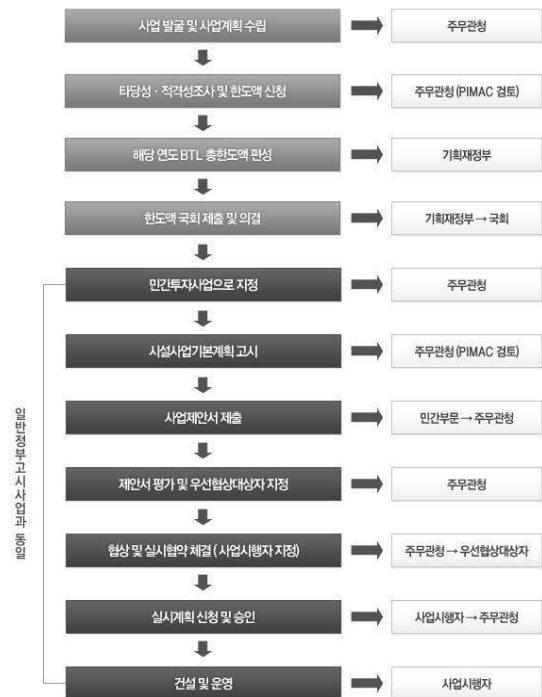 사업 발굴 및 사업계획 수립
주무관청
타당성·적격성조사 및 한도액 신청
주무관청 (PIMAC 검토)
해당 연도 BTL 총한도액 편성
기획재정부
한도액 국회 제출 및 의결
기획재정부 → 국회
민간투자사업으로 지정
주무관청
시설사업기본계획 고시
주무관청(PIMAC 검토)
사업제안서 제출
민간부문 → 주무관청
제안서 평가 및 우선협상대상자 지정
주무관청
협상 및 실시협약 체결 ( 사업시행자 지정)
주무관청 → 우선협상대상자
실시계획 신청 및 승인
사업시행자 → 주무관청
건설 및 운영
사업시행자
일반정부고시사업과 동일